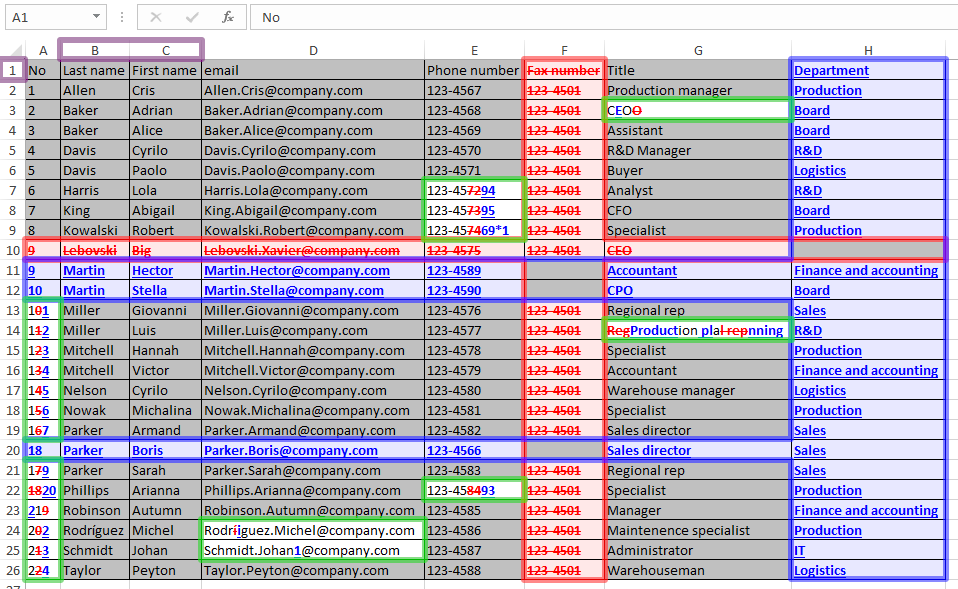 A1 fx No
A B C D E F G H
1 No Last name First name email Phone number Fax number Title Department
2 1 Allen Cris Allen.Cris@company.com 123-4567 123-4501 Production manager Production
3 2 Baker Adrian Baker.Adrian@company.com 123-4568 123-4501 CEOO Board
4 3 Baker Alice Baker.Alice@company.com 123-4569 123-4501 Assistant Board
5 4 Davis Cyrilo Davis.Cyrilo@company.com 123-4570 123-4501 R&D Manager R&D
6 5 Davis Paolo Davis.Paolo@company.com 123-4571 123-4501 Buyer Logistics
7 6 Harris Lola Harris.Lola@company.com 123-457294 123-4501 Analyst R&D
8 7 King Abigail King.Abigail@company.com 123-457395 123-4501 CFO Board
9 8 Kowalski Robert Kowalski.Robert@company.com 123-457469*1 123-4501 Specialist Production
10 9 Lebovski Big Lebovski.Xavier@company.com 123-4575 123-4501 CEO
11 9 Martin Hector Martin.Hector@company.com 123-4589 Accountant Finance and accounting
12 10 Martin Stella Martin.Stella@company.com 123-4590 CPO Board
13 101 Miller Giovanni Miller.Giovanni@company.com 123-4576 123-4501 Regional rep Sales
14 112 Miller Luis Miller.Luis@company.com 123-4577 123-4501 RegProduction plal repnning R&D
15 123 Mitchell Hannah Mitchell.Hannah@company.com 123-4578 123-4501 Specialist Production
16 134 Mitchell Victor Mitchell.Victor@company.com 123-4579 123-4501 Accountant Finance and accounting
17 145 Nelson Cyrilo Nelson.Cyrilo@company.com 123-4580 123-4501 Warehouse manager Logistics
18 156 Nowak Michalina Nowak.Michalina@company.com 123-4581 123-4501 Specialist Production
19 167 Parker Armand Parker.Armand@company.com 123-4582 123-4501 Sales director Sales
20 18 Parker Boris Parker.Boris@company.com 123-4566 Sales director Sales
21 179 Parker Sarah Parker.Sarah@company.com 123-4583 123-4501 Regional rep Sales
22 1820 Phillips Arianna Phillips.Arianna@company.com 123-458493 123-4501 Specialist Production
23 219 Robinson Autumn Robinson.Autumn@company.com 123-4585 123-4501 Manager Finance and accounting
24 202 Rodríguez Michel Rodríiguez.Michel@company.com 123-4586 123-4501 Maintenence specialist Production
25 213 Schmidt Johan Schmidt.Johan1@company.com 123-4587 123-4501 Administrator IT
26 224 Taylor Peyton Taylor.Peyton@company.com 123-4588 123-4501 Warehouseman Logistics